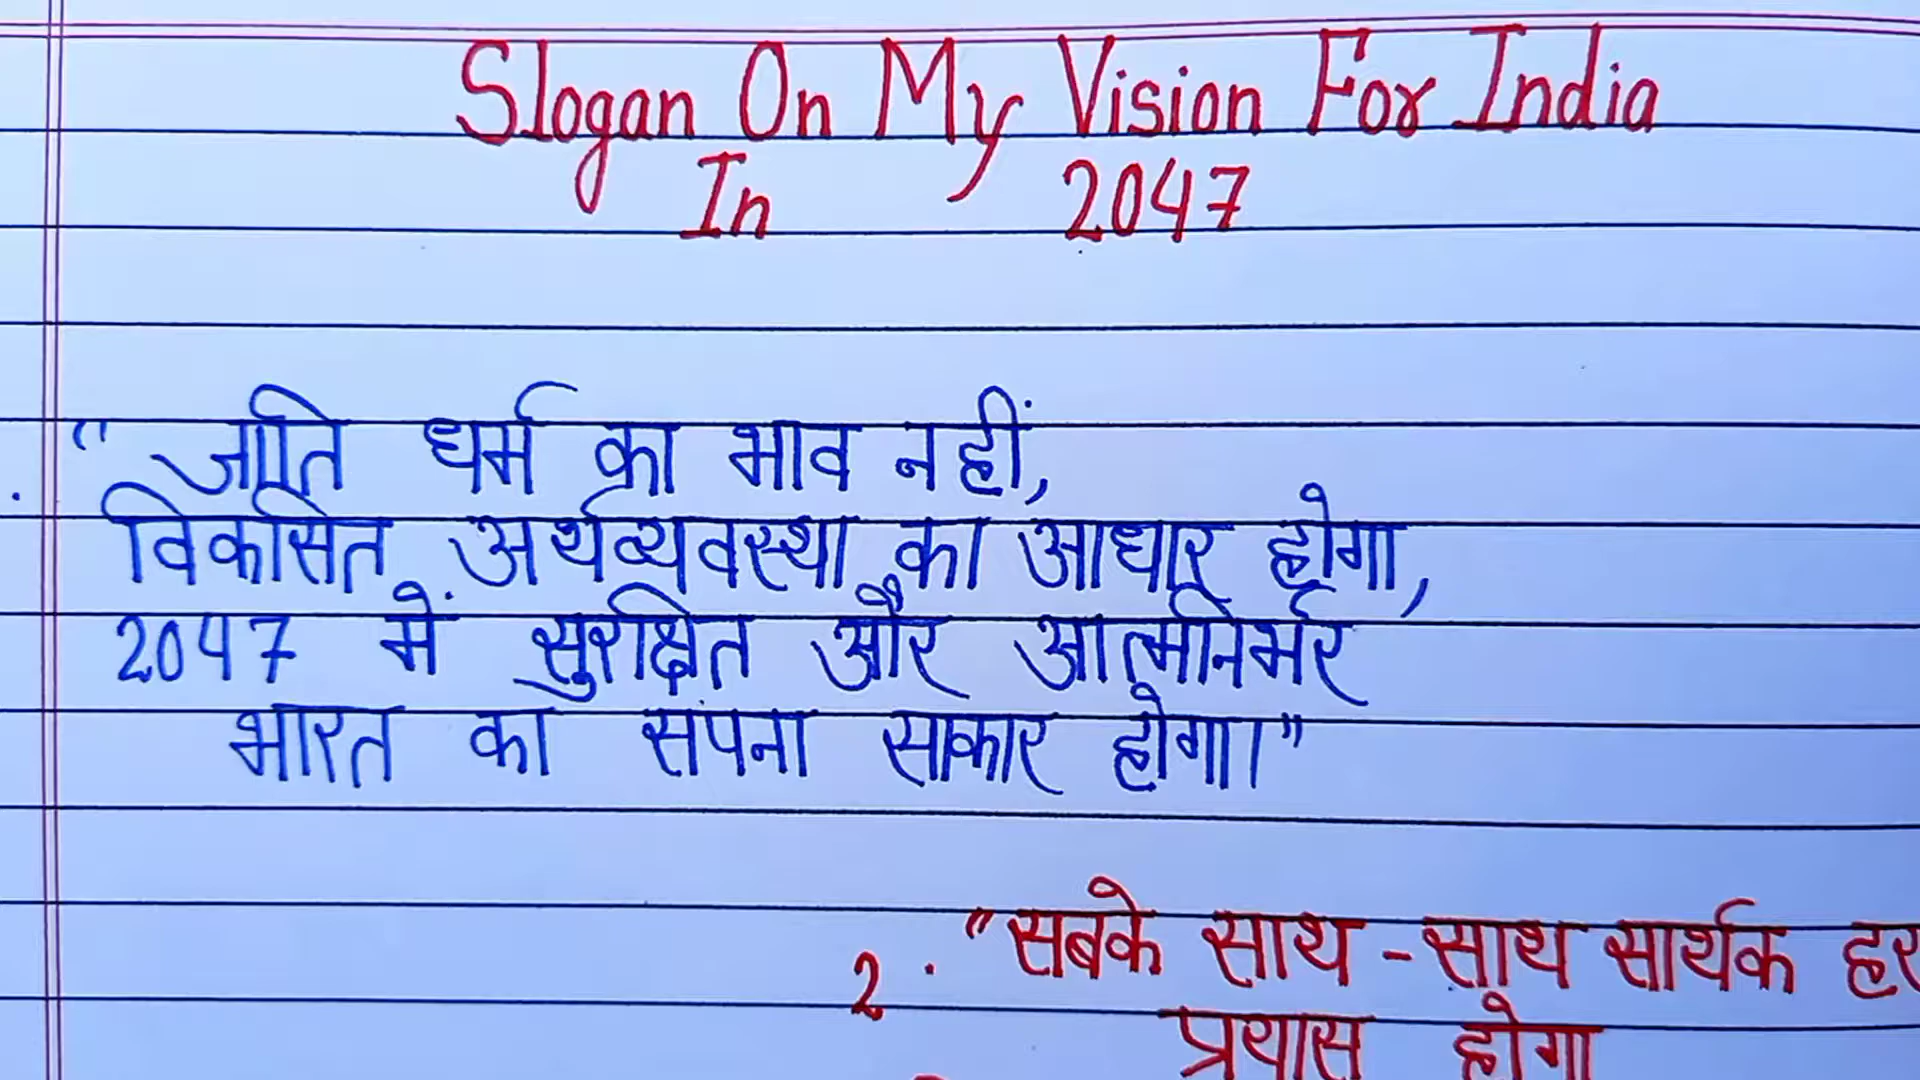 Slogan On My Vision For India
In 2047
" जाति धर्म का भाव नहीं,
विकसित अर्थव्यवस्था का आधार होगा,
2047 में सुरक्षित और आत्मनिर्भर
भारत का सपना साकार होगा।"
2. "सबके साथ - साथ सार्थक हर
प्रयास होगा